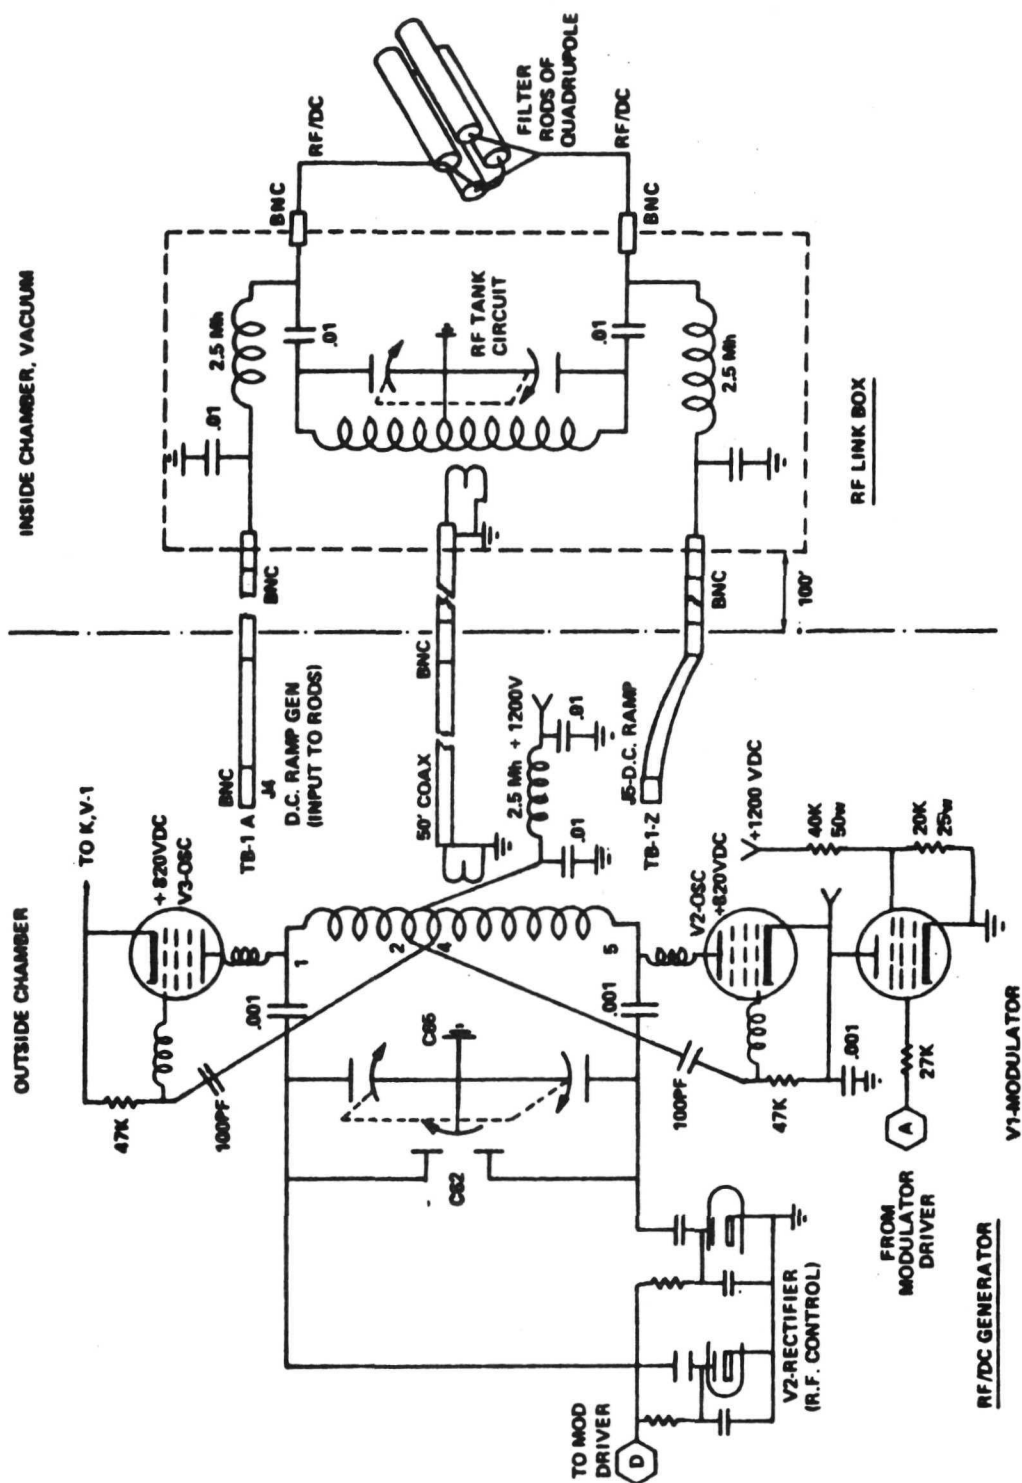 OUTSIDE CHAMBER
INSIDE CHAMBER, VACUUM
TO K, V-1
+ 820VDC
V3-OSC
47K
100PF
.001
1
2
4
5
BNC
TB-1 A
J4
D.C. RAMP GEN
(INPUT TO RODS)
BNC
.01
2.5 Mh
BNC
RF/DC
.01
RF TANK
CIRCUIT
FILTER
RODS OF
QUADRUPOLE
C65
C62
50' COAX
BNC
2.5 Mh + 1200V
.01
.01
.01
2.5 Mh
BNC
RF/DC
.001
100PF
V2-OSC
+820VDC
47K
J5-D.C. RAMP
TB-1-Z
BNC
100'
RF LINK BOX
+1200 VDC
40K
50w
20K
25w
.001
27K
A
FROM
MODULATOR
DRIVER
V1-MODULATOR
V2-RECTIFIER
(R.F. CONTROL)
TO MOD
DRIVER
D
RF/DC GENERATOR